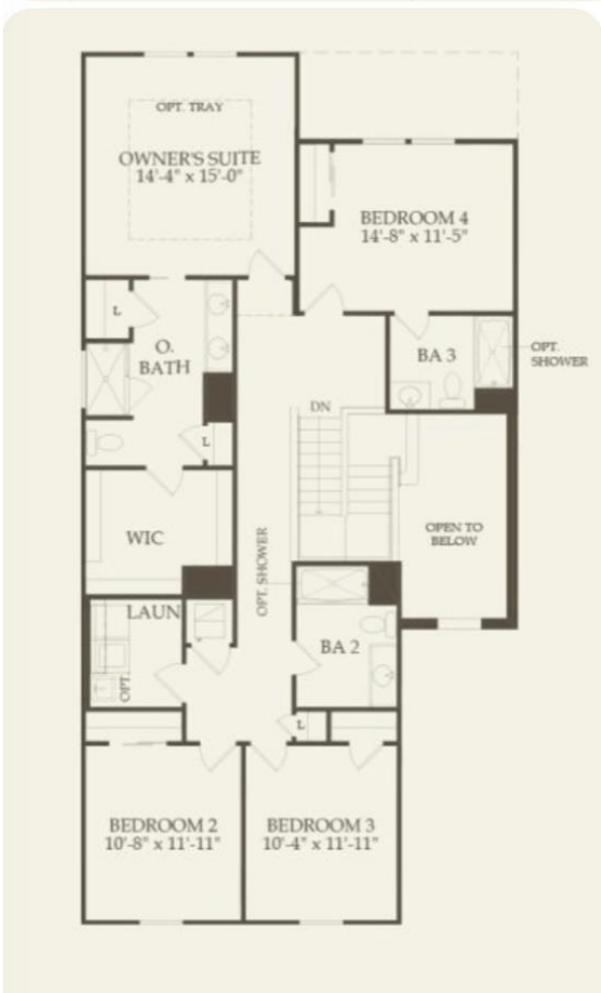 OPT. TRAY
OWNER'S SUITE
14'-4" x 15'-0"
BEDROOM 4
14'-8" x 11'-5"
L
O.
BATH
BA 3
OPT.
SHOWER
DN
L
WIC
OPEN TO
BELOW
OPT. SHOWER
LAUN
OPT.
BA 2
L
BEDROOM 2
10'-8" x 11'-11"
BEDROOM 3
10'-4" x 11'-11"